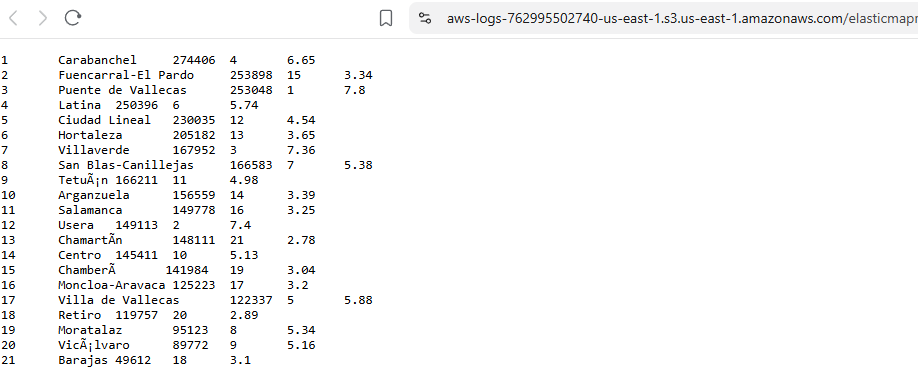 aws-logs-762995502740-us-east-1.s3.us-east-1.amazonaws.com/elasticmapr
1 Carabanchel 274406 4 6.65
2 Fuencarral-El Pardo 253898 15 3.34
3 Puente de Vallecas 253048 1 7.8
4 Latina 250396 6 5.74
5 Ciudad Lineal 230035 12 4.54
6 Hortaleza 205182 13 3.65
7 Villaverde 167952 3 7.36
8 San Blas-Canillejas 166583 7 5.38
9 TetuÃ¡n 166211 11 4.98
10 Arganzuela 156559 14 3.39
11 Salamanca 149778 16 3.25
12 Usera 149113 2 7.4
13 ChamartÃn 148111 21 2.78
14 Centro 145411 10 5.13
15 ChamberÃ 141984 19 3.04
16 Moncloa-Aravaca 125223 17 3.2
17 Villa de Vallecas 122337 5 5.88
18 Retiro 119757 20 2.89
19 Moratalaz 95123 8 5.34
20 VicÃ¡lvaro 89772 9 5.16
21 Barajas 49612 18 3.1